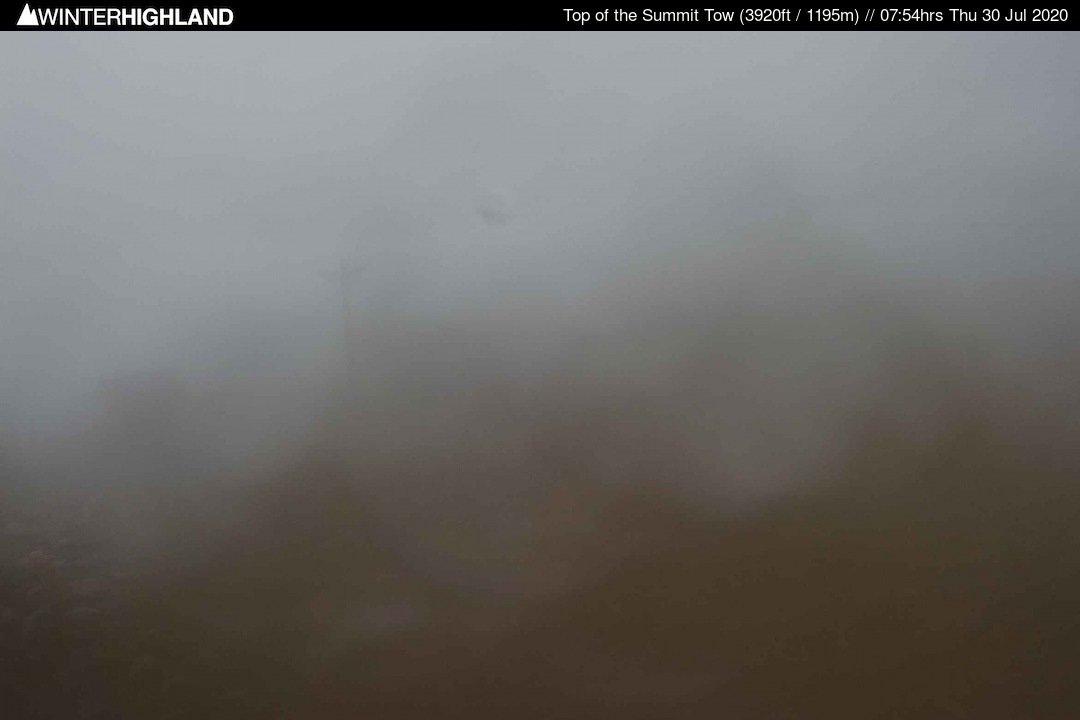 WINTERHIGHLAND
Top of the Summit Tow (3920ft / 1195m) // 07:54hrs Thu 30 Jul 2020